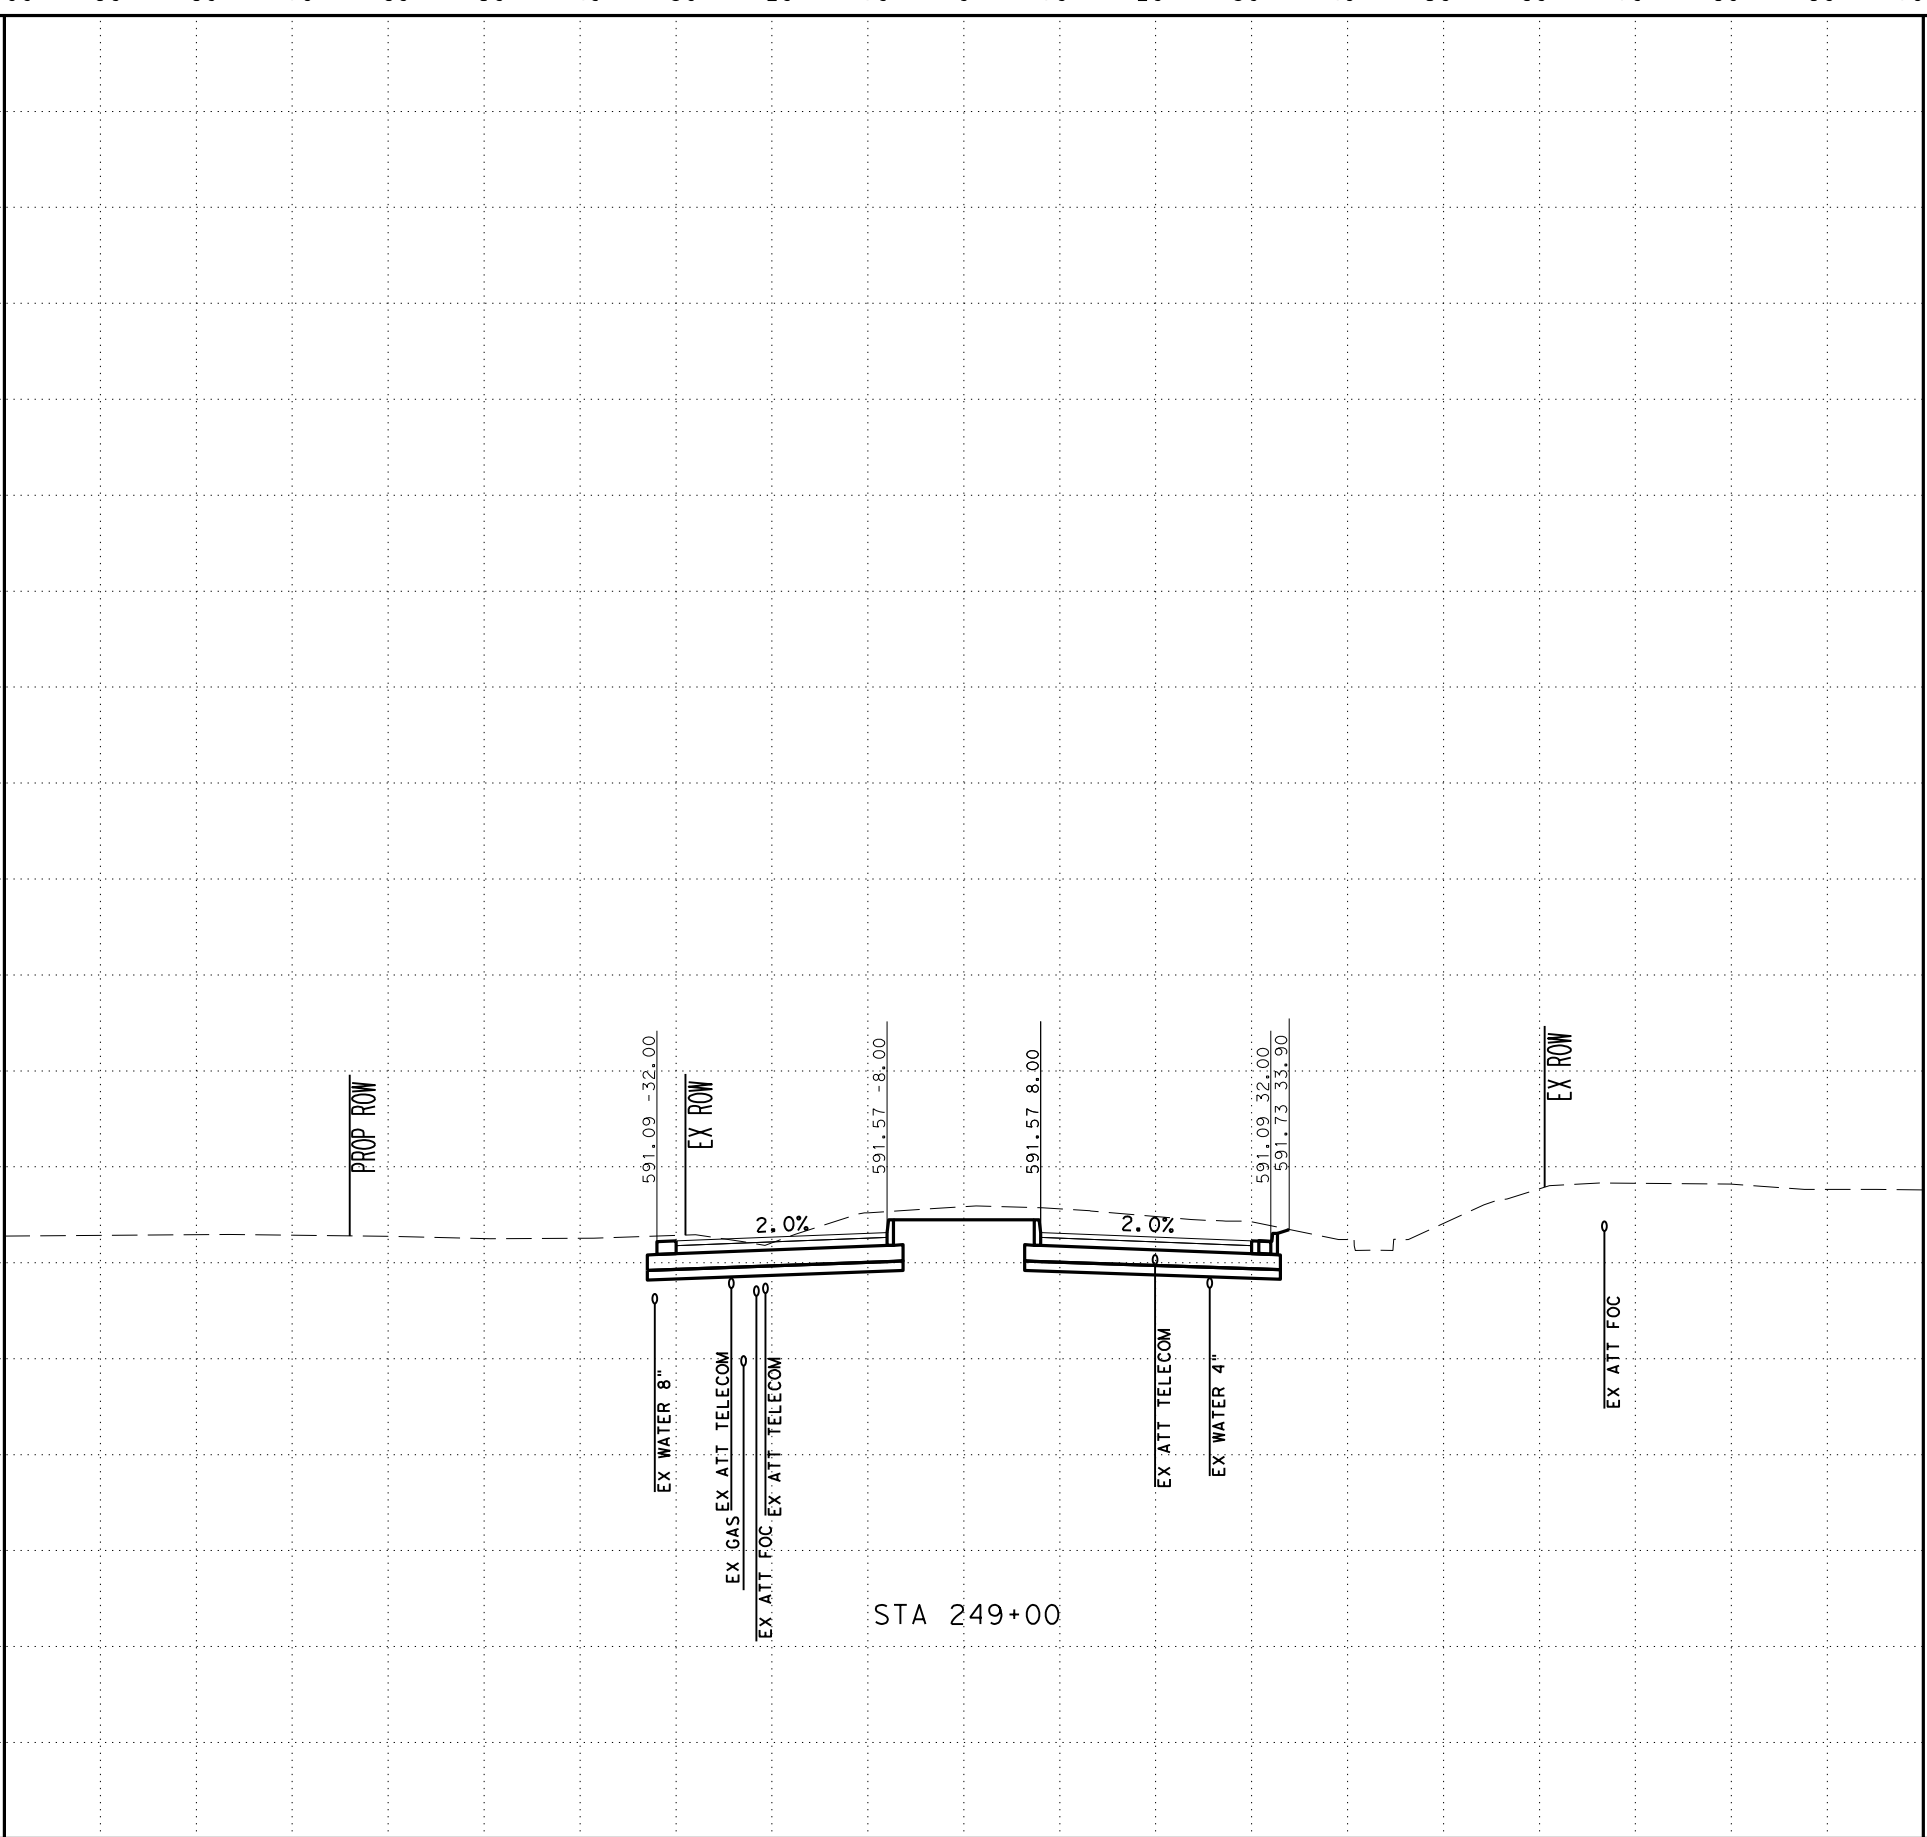 PROP ROW
591.09 -32.00
EX ROW
591.57 -8.00
591.57 8.00
591.09 32.00
591.73 33.90
EX ROW
2.0%
2.0%
EX WATER 8"
EX ATT TELECOM
EX GAS
EX ATT FOC
EX ATT TELECOM
EX ATT TELECOM
EX WATER 4"
EX ATT FOC
STA 249+00